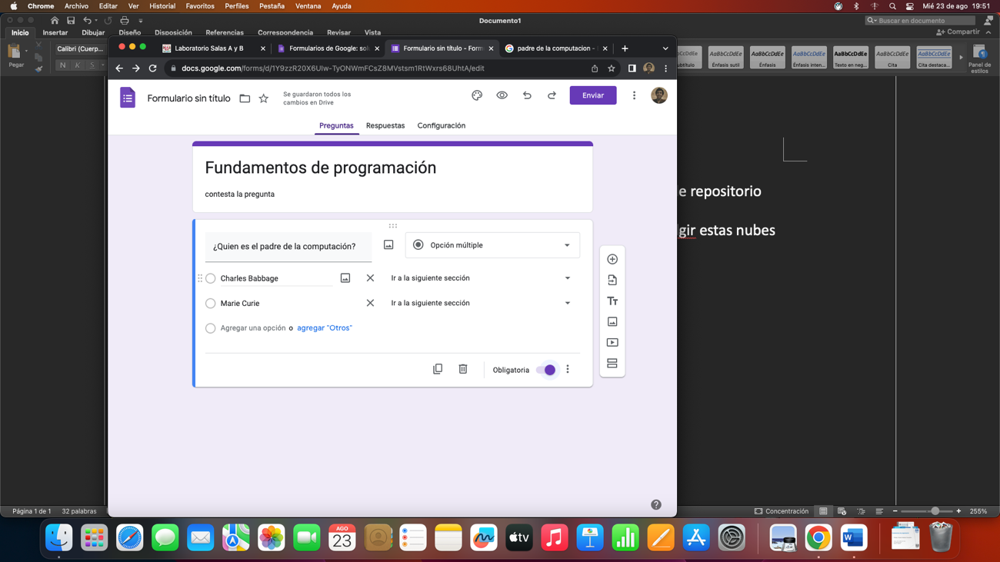 Chrome Archivo Editar Ver Historial Favoritos Perfiles Pestaña Ventana Ayuda Mié 23 de ago 19:51
Documento1 Buscar en documento
Inicio Insertar Dibujar Diseño Disposición Referencias Correspondencia Revisar Vista Compartir
Pegar Calibri (Cuerp...
N K S
Laboratorio Salas A y B Formularios de Google: sol Formulario sin título - Form padre de la computacion -
docs.google.com/forms/d/1Y9zzR20X6UIw-TyONWmFCsZ8MVstsm1RtWxrs68UhtA/edit
AaBbCcDdEe AaBbCcDdEe AaBbCcDdEe AaBbCcDdEe AaBbCcDdEe AaBbCcDdEe
Énfasis sutil Énfasis Énfasis inten... Texto en neg... Cita Cita destaca... Panel de estilos
Formulario sin título
Se guardaron todos los
cambios en Drive
Enviar
Preguntas Respuestas Configuración
Fundamentos de programación
contesta la pregunta
¿Quien es el padre de la computación? Opción múltiple
Charles Babbage Ir a la siguiente sección
Marie Curie Ir a la siguiente sección
Agregar una opción o agregar "Otros"
Obligatoria
Tт
repositorio
estas nubes
Página 1 de 1 32 palabras Concentración 255%
AGO
23
tv
W